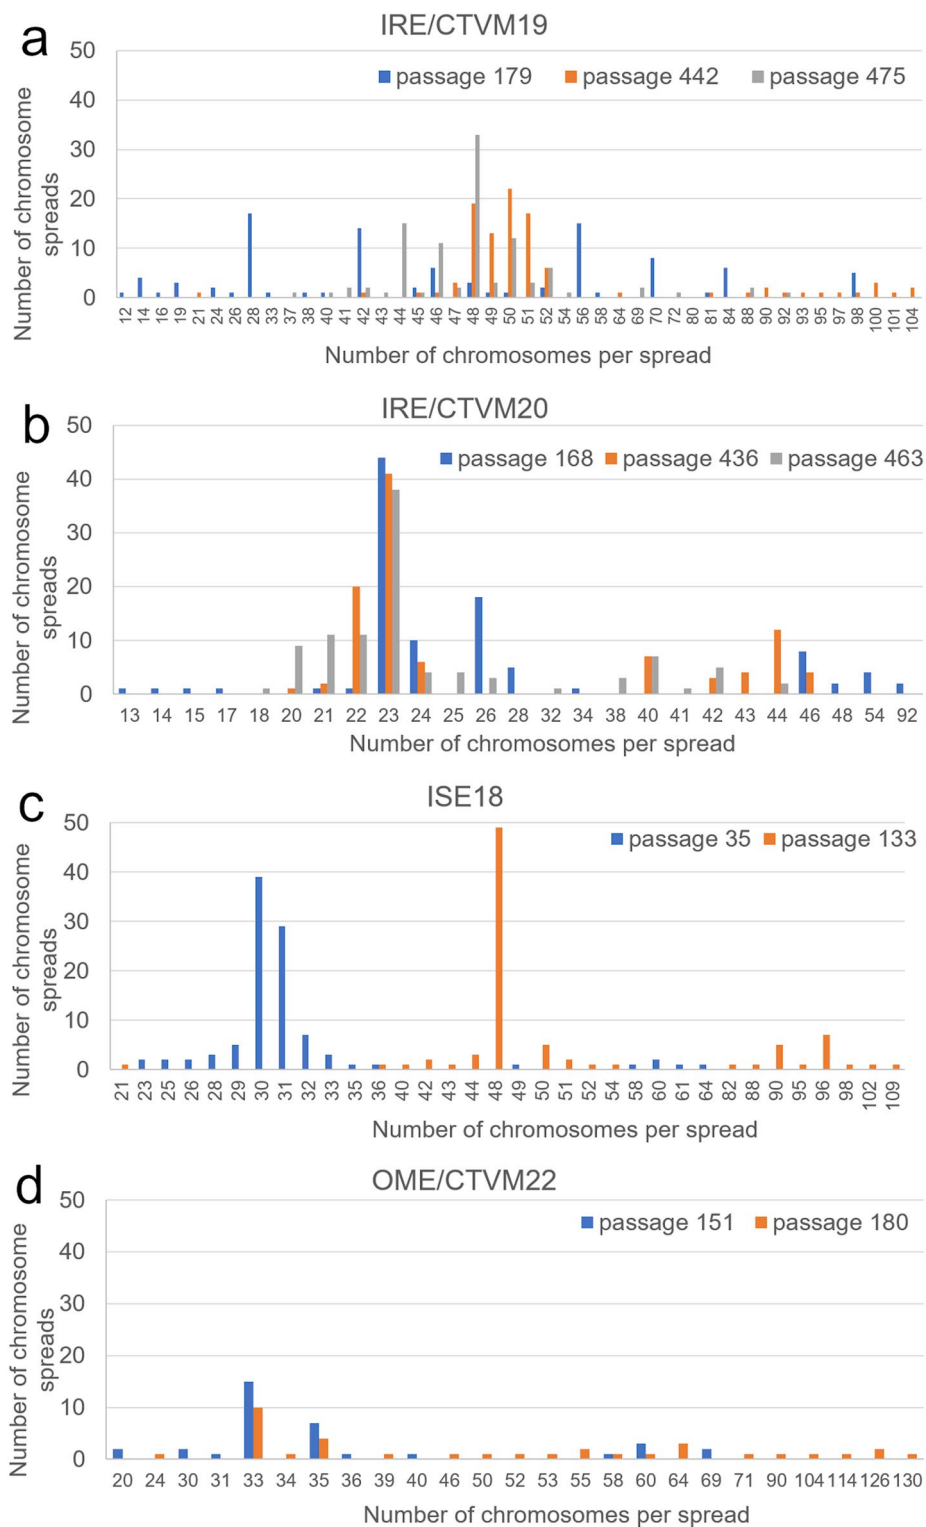 a
IRE/CTVM19
50
passage 179 passage 442 passage 475
40
30
20
10
0
Number of chromosome
spreads
12 14 16 19 21 24 26 28 33 37 38 40 41 42 43 44 45 46 47 48 49 50 51 52 54 56 58 64 69 70 72 80 81 84 88 90 92 93 95 97 98 100 101 104
Number of chromosomes per spread
b
IRE/CTVM20
50
passage 168 passage 436 passage 463
40
30
20
10
0
Number of chromosome
spreads
13 14 15 17 18 20 21 22 23 24 25 26 28 32 34 38 40 41 42 43 44 46 48 54 92
Number of chromosomes per spread
c
ISE18
50
passage 35 passage 133
40
30
20
10
0
Number of chromosome
spreads
21 23 25 26 28 29 30 31 32 33 35 36 40 42 43 44 48 49 50 51 52 54 58 60 61 64 82 88 90 95 96 98 102 109
Number of chromosomes per spread
d
OME/CTVM22
50
passage 151 passage 180
40
30
20
10
0
Number of chromosome
spreads
20 24 30 31 33 34 35 36 39 40 46 50 52 53 55 58 60 64 69 71 90 104 114 126 130
Number of chromosomes per spread